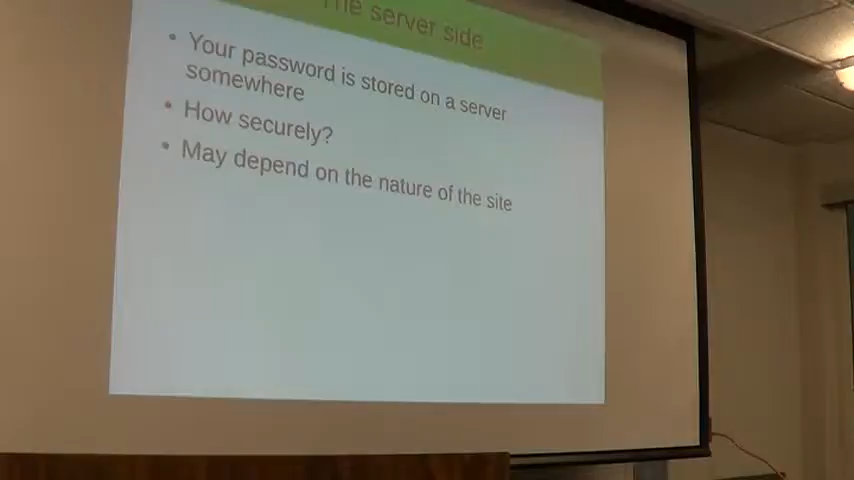 The server side
• Your password is stored on a server
somewhere
• How securely?
• May depend on the nature of the site